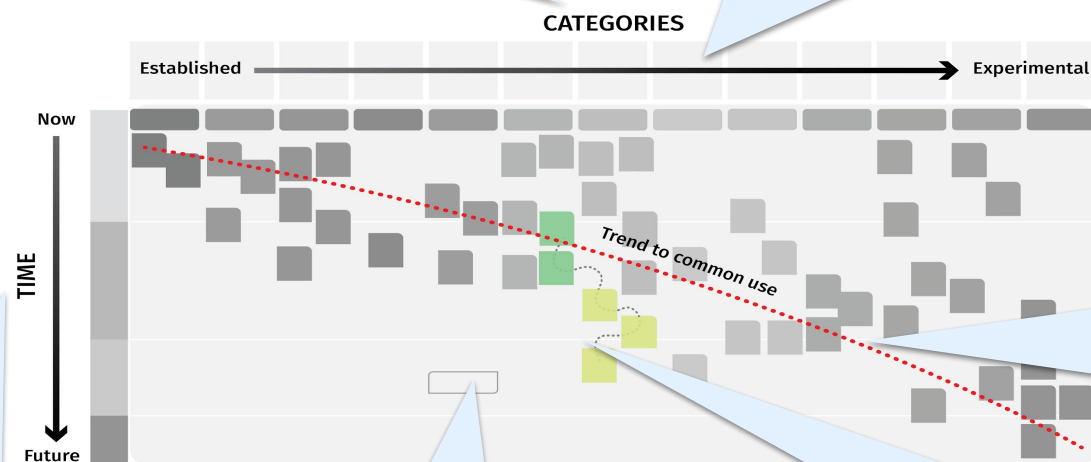 CATEGORIES
Established
Experimental
Now
TIME
Trend to common use
Future